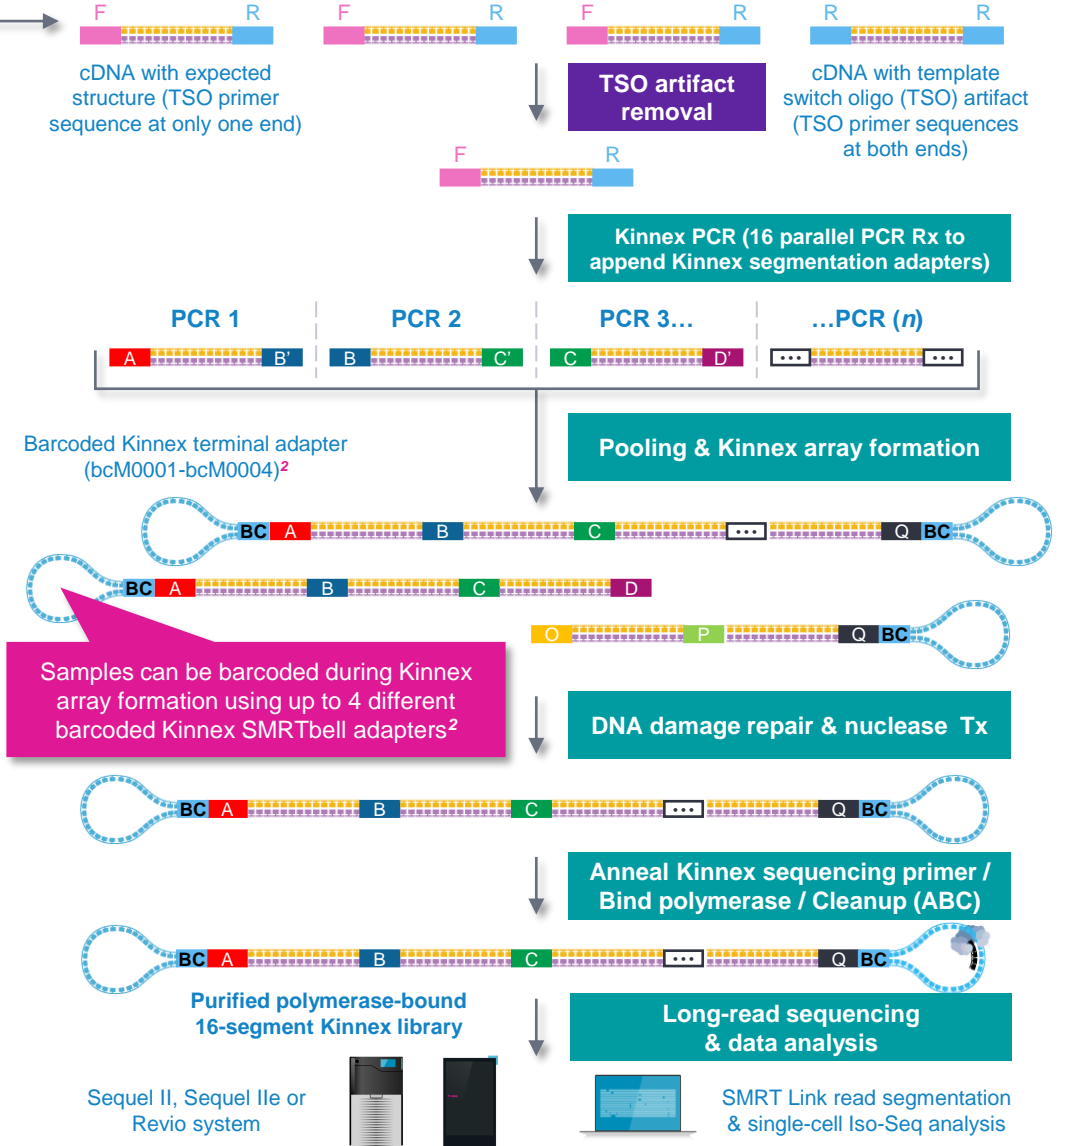 F R F R F R R R
cDNA with expected
structure (TSO primer
sequence at only one end)
TSO artifact
removal
cDNA with template
switch oligo (TSO) artifact
(TSO primer sequences
at both ends)
F R
Kinnex PCR (16 parallel PCR Rx to
append Kinnex segmentation adapters)
PCR 1 PCR 2 PCR 3... ...PCR (n)
A B' B C' C D' ... ...
Barcoded Kinnex terminal adapter
(bcM0001-bcM0004)2
Pooling & Kinnex array formation
BC A B C ... Q BC
BC A B C D
O P Q BC
Samples can be barcoded during Kinnex
array formation using up to 4 different
barcoded Kinnex SMRTbell adapters2
DNA damage repair & nuclease Tx
BC A B C ... Q BC
Anneal Kinnex sequencing primer /
Bind polymerase / Cleanup (ABC)
BC A B C ... Q BC
Purified polymerase-bound
16-segment Kinnex library
Long-read sequencing
& data analysis
Sequel II, Sequel IIe or
Revio system
SMRT Link read segmentation
& single-cell Iso-Seq analysis